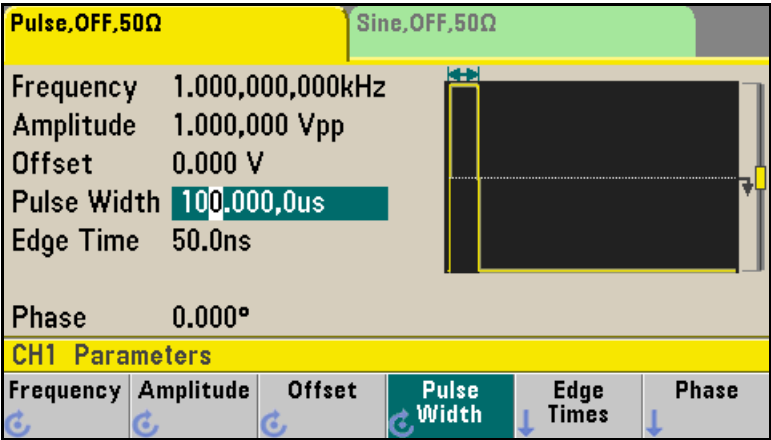 Pulse,OFF,50Ω Sine,OFF,50Ω
Frequency 1.000,000,000kHz
Amplitude 1.000,000 Vpp
Offset 0.000 V
Pulse Width 100.000,0us
Edge Time 50.0ns
Phase 0.000°
CH1 Parameters
Frequency Amplitude Offset Pulse Width Edge Times Phase